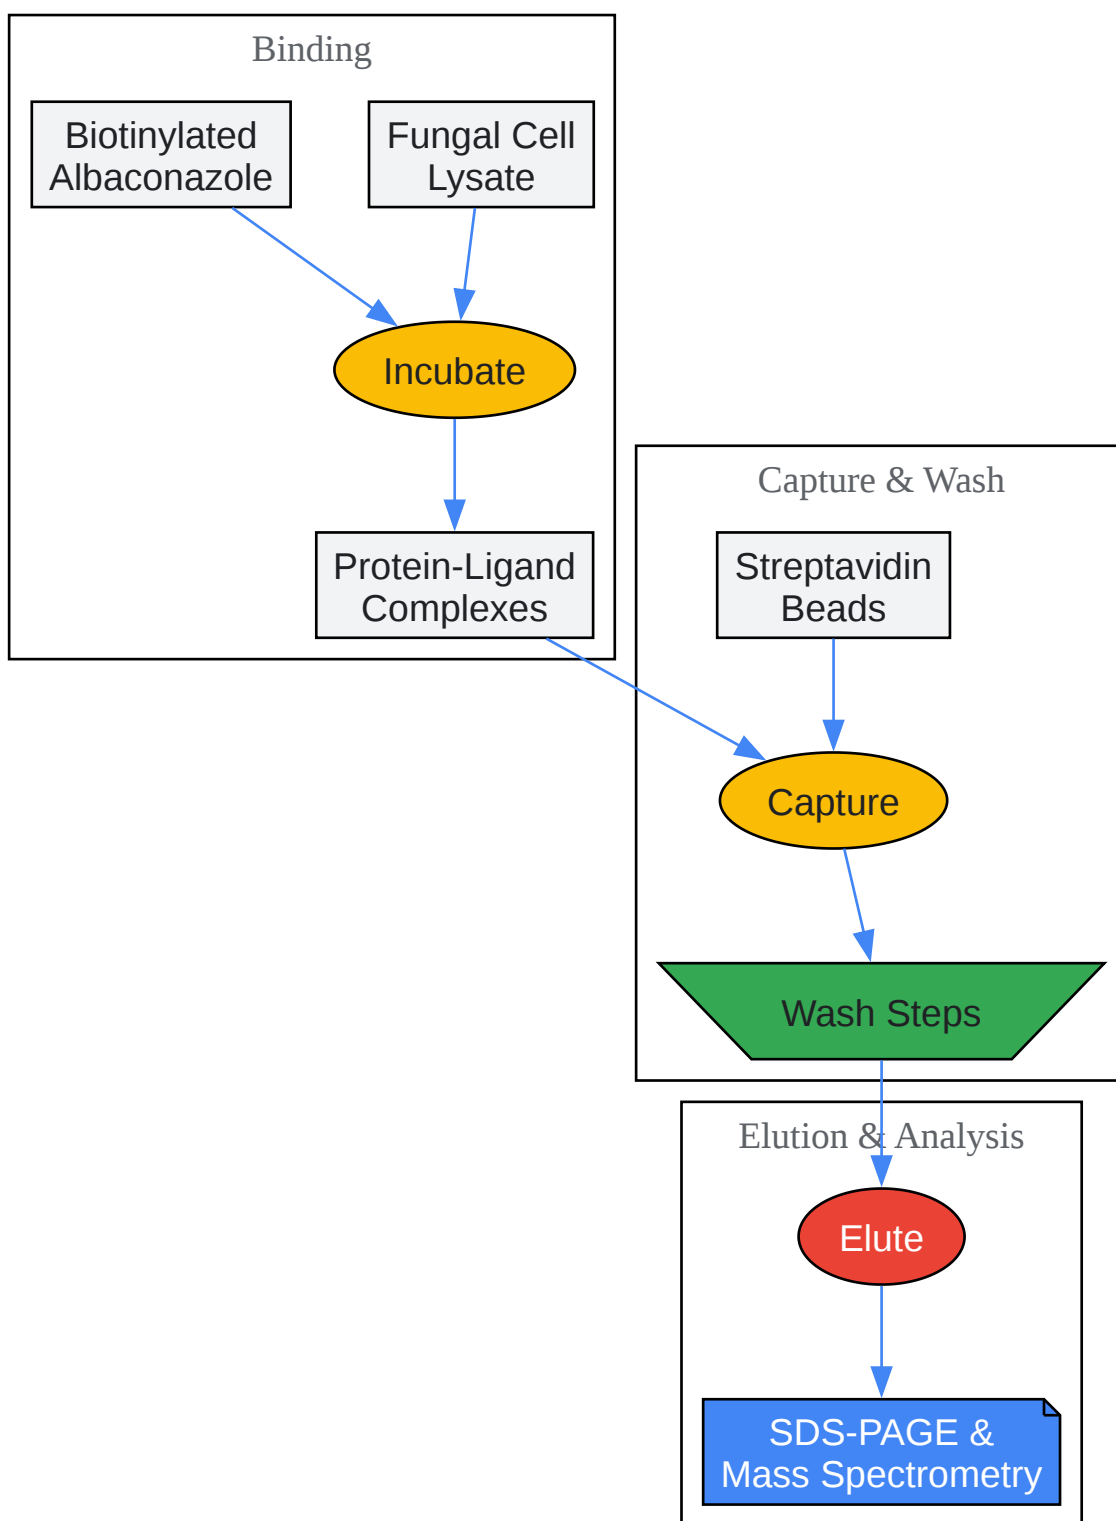 Binding
Biotinylated
Albaconazole
Fungal Cell
Lysate
Incubate
Protein-Ligand
Complexes
Capture & Wash
Streptavidin
Beads
Capture
Wash Steps
Elution & Analysis
Elute
SDS-PAGE &
Mass Spectrometry